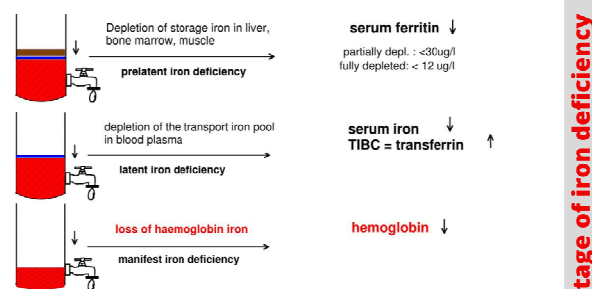 Depletion of storage iron in liver,
bone marrow, muscle
prelatent iron deficiency
serum ferritin ↓
partially depl. : <30ug/l
fully depleted: < 12 ug/l
depletion of the transport iron pool
in blood plasma
latent iron deficiency
serum iron ↓
TIBC = transferrin ↑
loss of haemoglobin iron
manifest iron deficiency
hemoglobin ↓
tage of iron deficiency